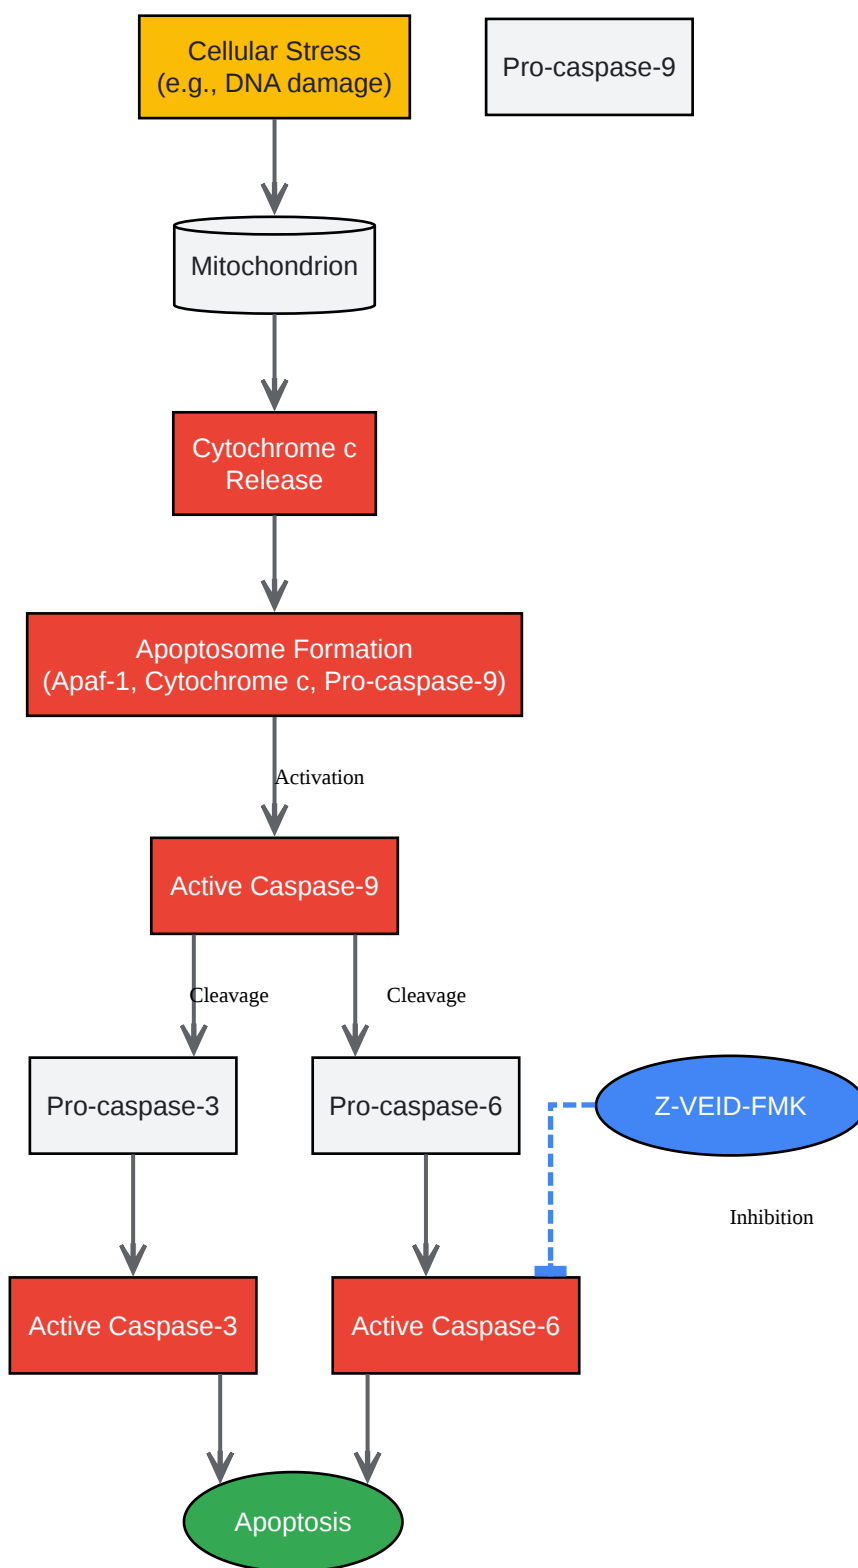 Cellular Stress
(e.g., DNA damage)
Pro-caspase-9
Mitochondrion
Cytochrome c
Release
Apoptosome Formation
(Apaf-1, Cytochrome c, Pro-caspase-9)
Activation
Active Caspase-9
Cleavage
Cleavage
Pro-caspase-3
Pro-caspase-6
Z-VEID-FMK
Inhibition
Active Caspase-3
Active Caspase-6
Apoptosis